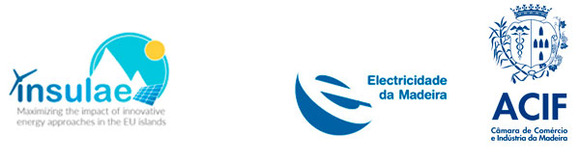 insulae
Maximizing the impact of innovative
energy approaches in the EU islands
Electricidade
da Madeira
ACIF
Câmara de Comércio
e Indústria da Madeira